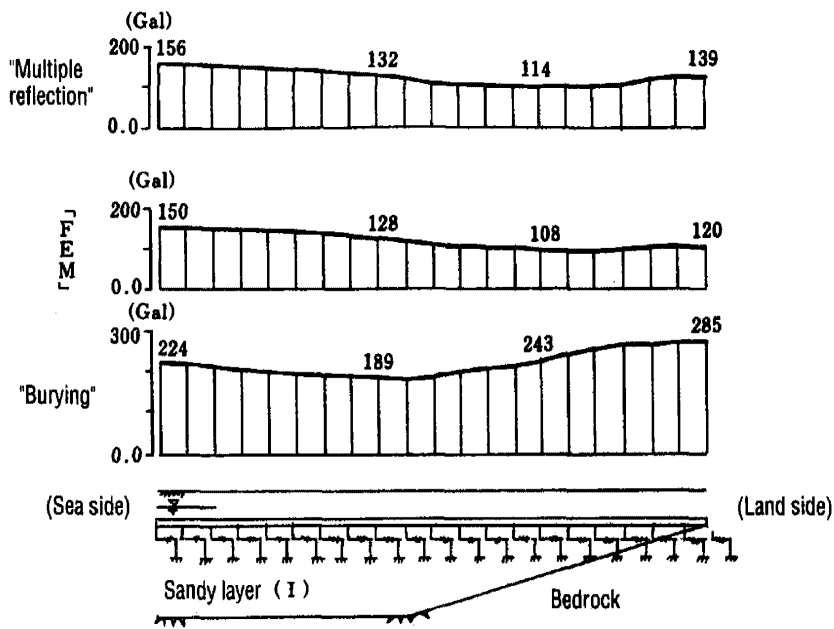 (Gal)
200
156
132
114
139
"Multiple
reflection"
0.0
(Gal)
200
150
128
108
120
「FEM」
0.0
(Gal)
300
224
189
243
285
"Burying"
0.0
(Sea side)
(Land side)
Sandy layer (I)
Bedrock